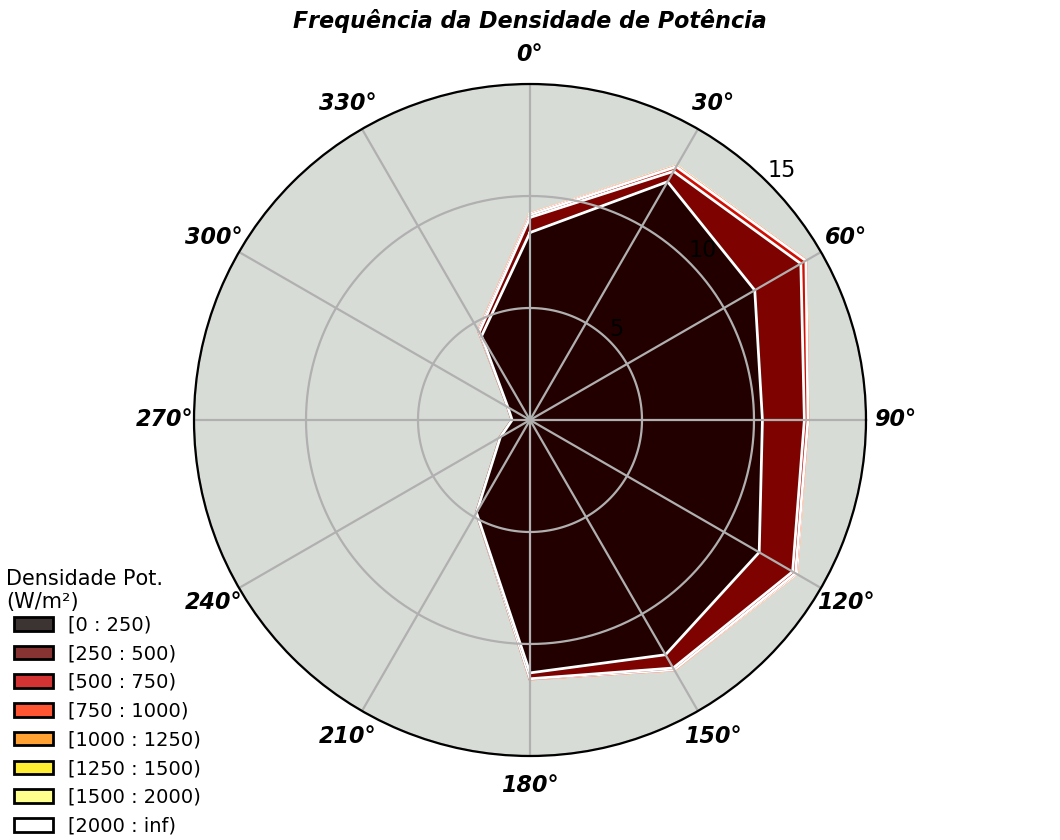 Frequência da Densidade de Potência
0°
330°
30°
15
300°
60°
10
5
270°
90°
240°
120°
210°
150°
180°
Densidade Pot.
(W/m²)
[0 : 250)
[250 : 500)
[500 : 750)
[750 : 1000)
[1000 : 1250)
[1250 : 1500)
[1500 : 2000)
[2000 : inf)